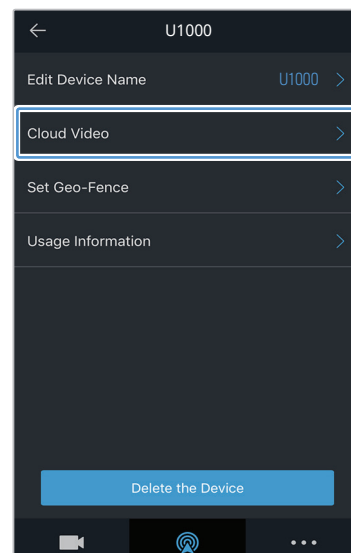 U1000
Edit Device Name U1000
Cloud Video
Set Geo-Fence
Usage Information
Delete the Device